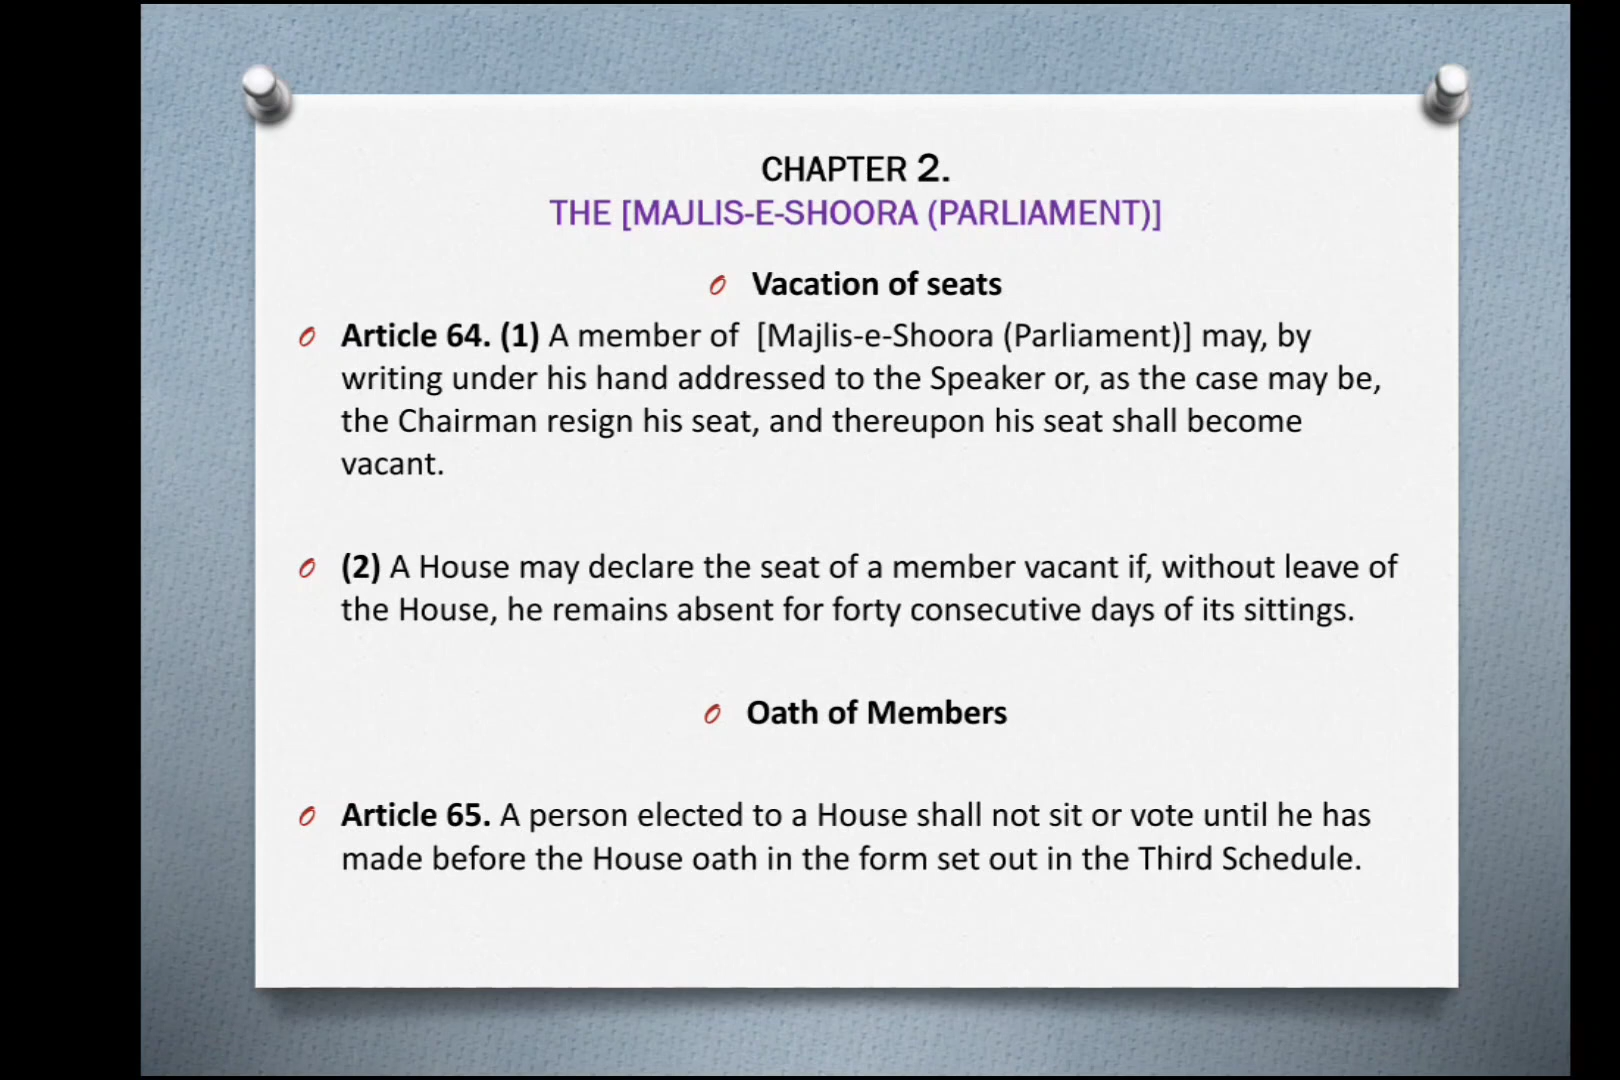 CHAPTER 2.
THE [MAJLIS-E-SHOORA (PARLIAMENT)]
Vacation of seats
Article 64. (1) A member of [Majlis-e-Shoora (Parliament)] may, by
writing under his hand addressed to the Speaker or, as the case may be,
the Chairman resign his seat, and thereupon his seat shall become
vacant.
(2) A House may declare the seat of a member vacant if, without leave of
the House, he remains absent for forty consecutive days of its sittings.
Oath of Members
Article 65. A person elected to a House shall not sit or vote until he has
made before the House oath in the form set out in the Third Schedule.